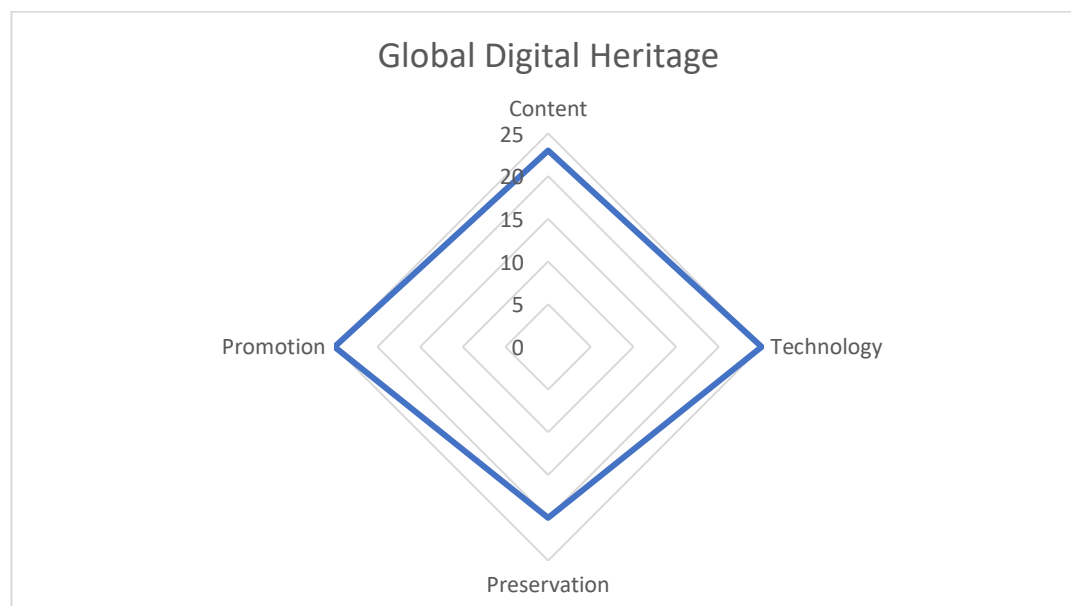 Global Digital Heritage
Content
25
20
15
10
5
0
Promotion
Technology
Preservation